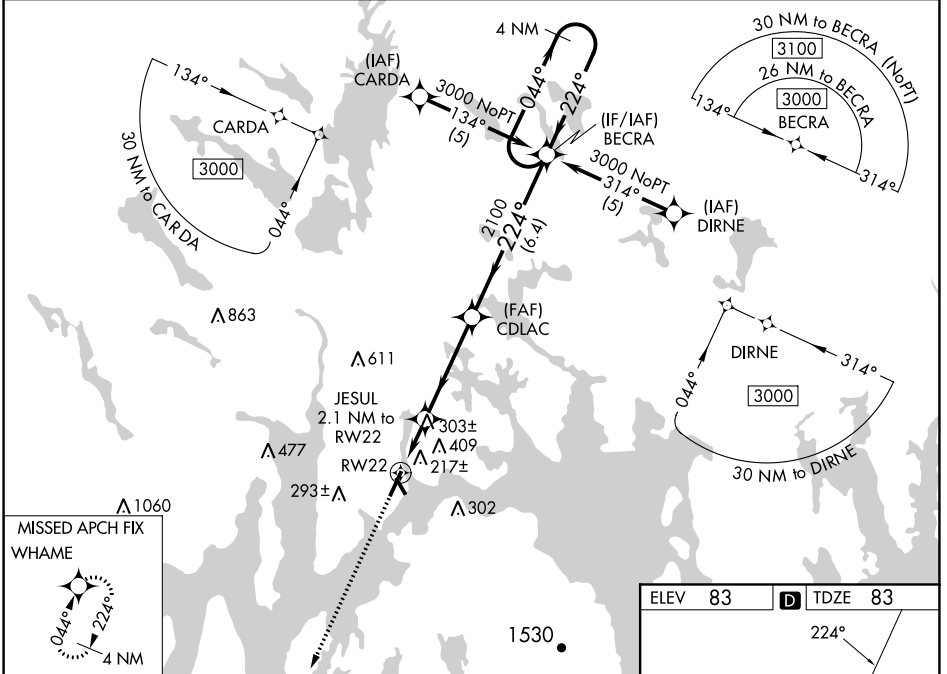 4 NM
044°
224°
(IAF)
CARDA
3000 NoPT
134°
(5)
(IF/IAF)
BECRA
3000 NoPT
314°
(5)
(IAF)
DIRNE
134°
CARDA
3000
044°
30 NM to CARDA
30 NM to BECRA (NoPT)
3100
26 NM to BECRA
3000
BECRA
134°
314°
2100
224°
(6.4)
(FAF)
CDLAC
863
611
JESUL
2.1 NM to
RW22
303±
409
217±
RW22
477
293±
302
1060
DIRNE
044°
314°
3000
30 NM to DIRNE
MISSED APCH FIX
WHAME
044°
224°
4 NM
1530
ELEV 83 D TDZE 83
224°